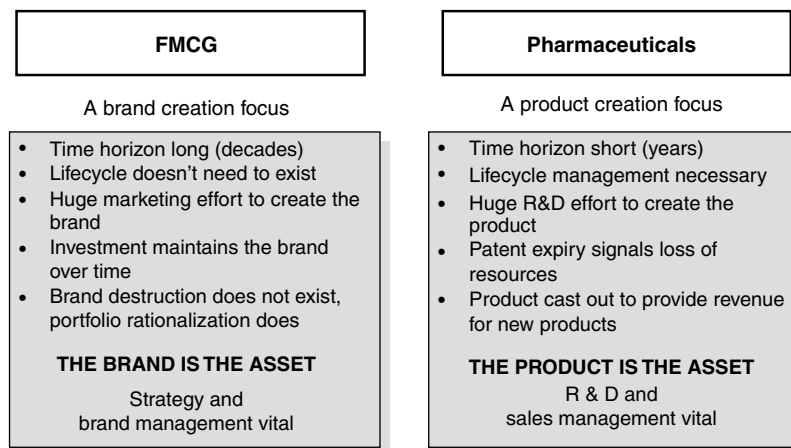 FMCG
A brand creation focus
• Time horizon long (decades)
• Lifecycle doesn't need to exist
• Huge marketing effort to create the
brand
• Investment maintains the brand
over time
• Brand destruction does not exist,
portfolio rationalization does
THE BRAND IS THE ASSET
Strategy and
brand management vital
Pharmaceuticals
A product creation focus
• Time horizon short (years)
• Lifecycle management necessary
• Huge R&D effort to create the
product
• Patent expiry signals loss of
resources
• Product cast out to provide revenue
for new products
THE PRODUCT IS THE ASSET
R & D and
sales management vital